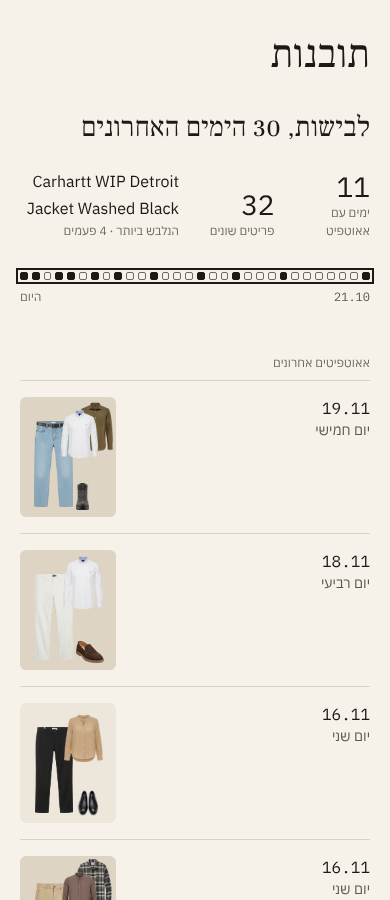 תובנות
לבישות, 30 הימים האחרונים
11
ימים עם
אאוטפיט
32
פריטים שונים
Carhartt WIP Detroit
Jacket Washed Black
הנלבש ביותר · 4 פעמים
21.10
היום
אאוטפיטים אחרונים
19.11
יום חמישי
18.11
יום רביעי
16.11
יום שני
16.11
יום שני